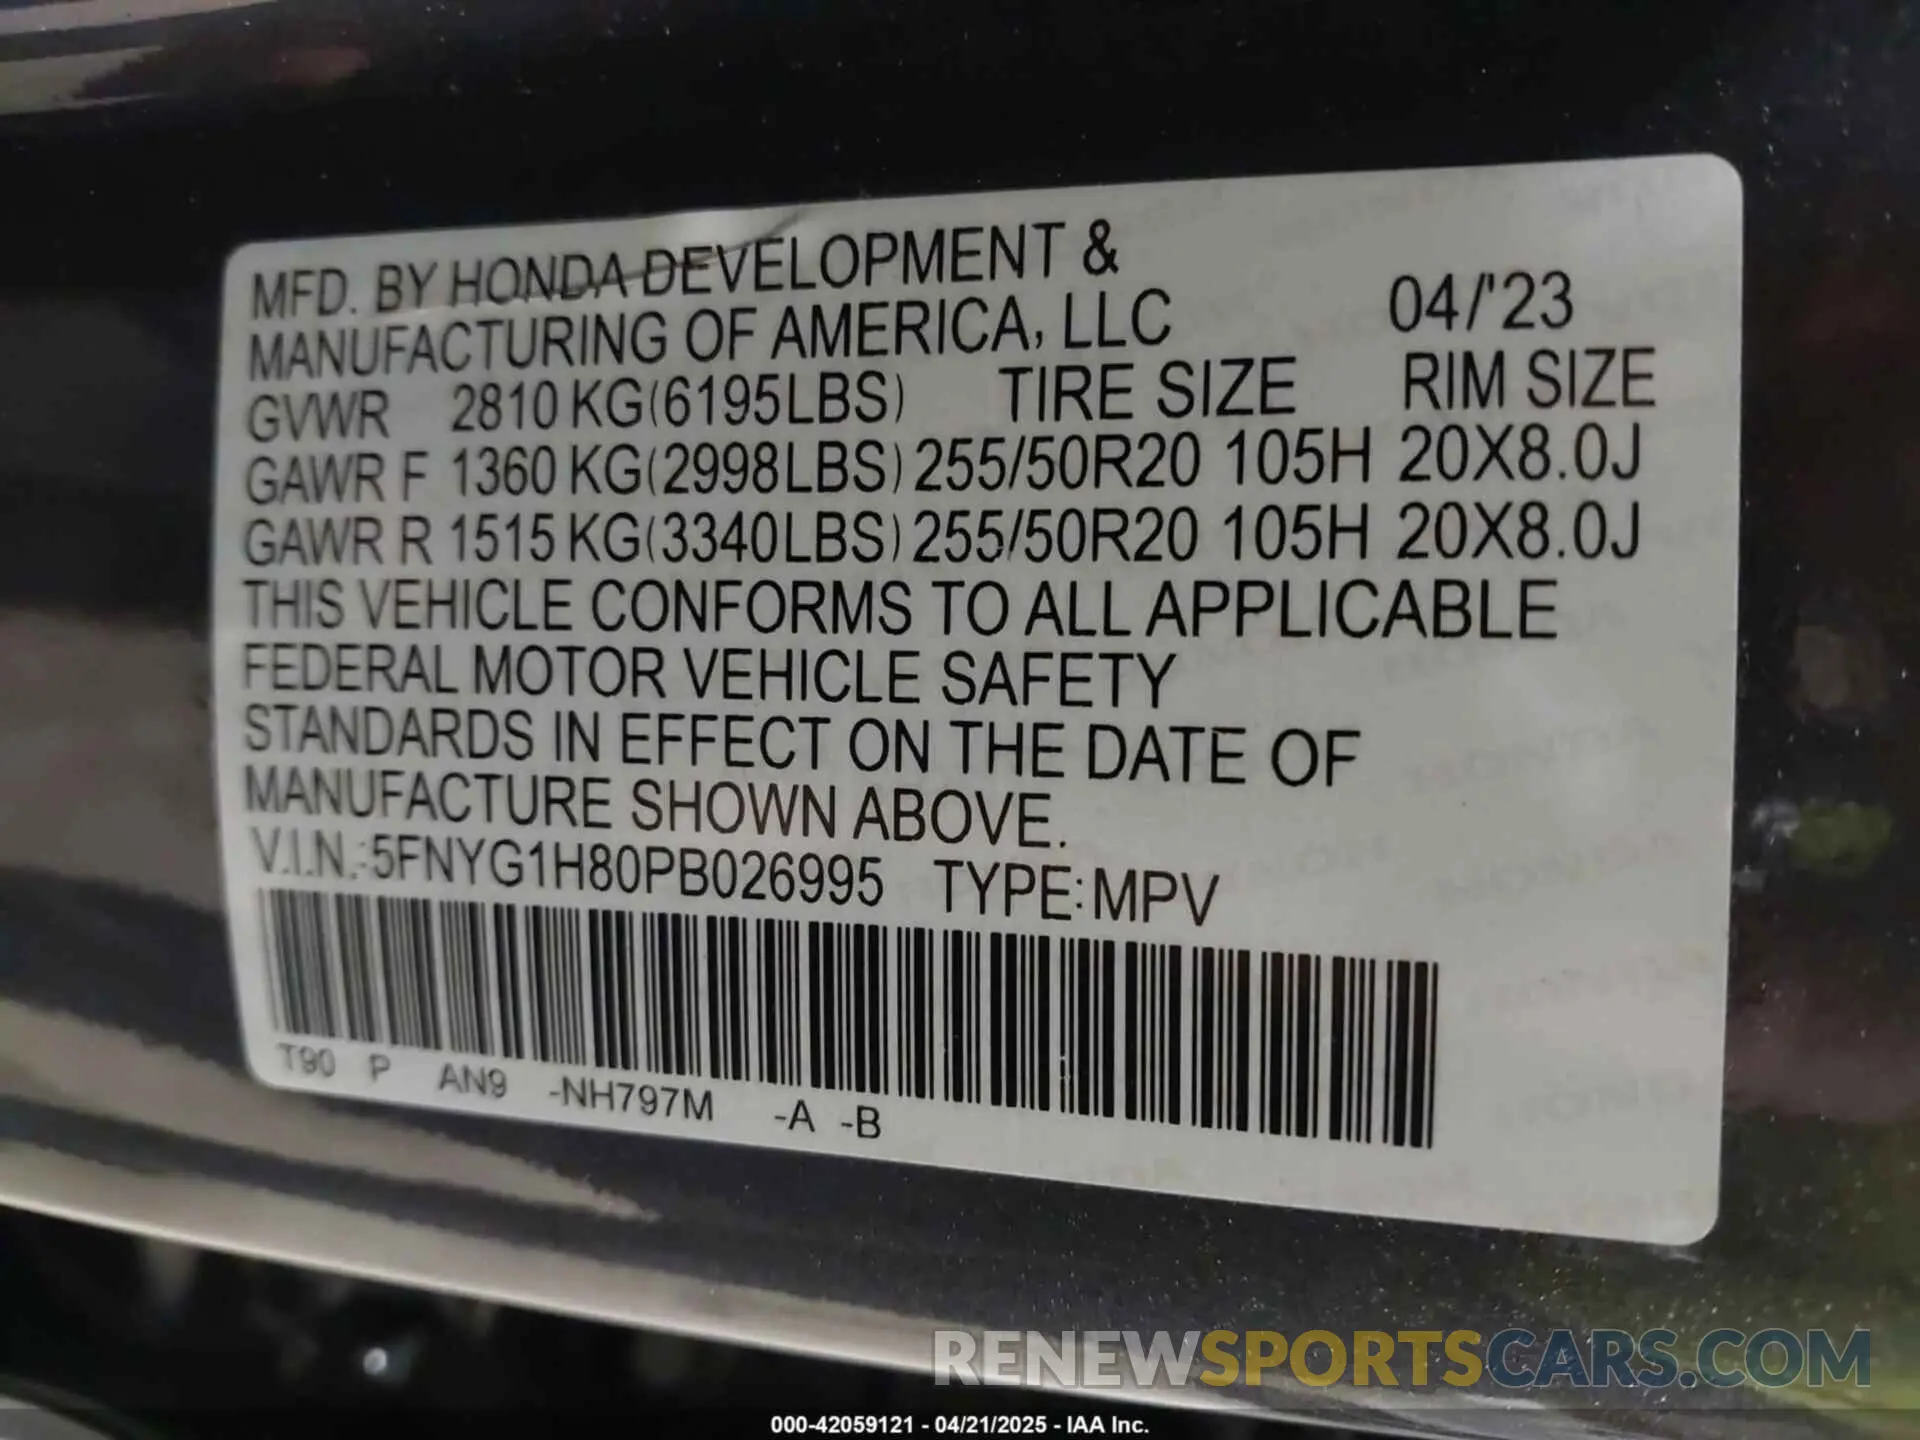 MFD. BY HONDA DEVELOPMENT &
MANUFACTURING OF AMERICA, LLC 04/'23
GVWR 2810 KG(6195LBS) TIRE SIZE RIM SIZE
GAWR F 1360 KG(2998LBS) 255/50R20 105H 20X8.0J
GAWR R 1515 KG(3340LBS) 255/50R20 105H 20X8.0J
THIS VEHICLE CONFORMS TO ALL APPLICABLE
FEDERAL MOTOR VEHICLE SAFETY
STANDARDS IN EFFECT ON THE DATE OF
MANUFACTURE SHOWN ABOVE.
V.I.N.:5FNYG1H80PB026995 TYPE:MPV
T90 P AN9 -NH797M -A -B
RENEWSPORTSCARS.COM
000-42059121 - 04/21/2025 - IAA Inc.